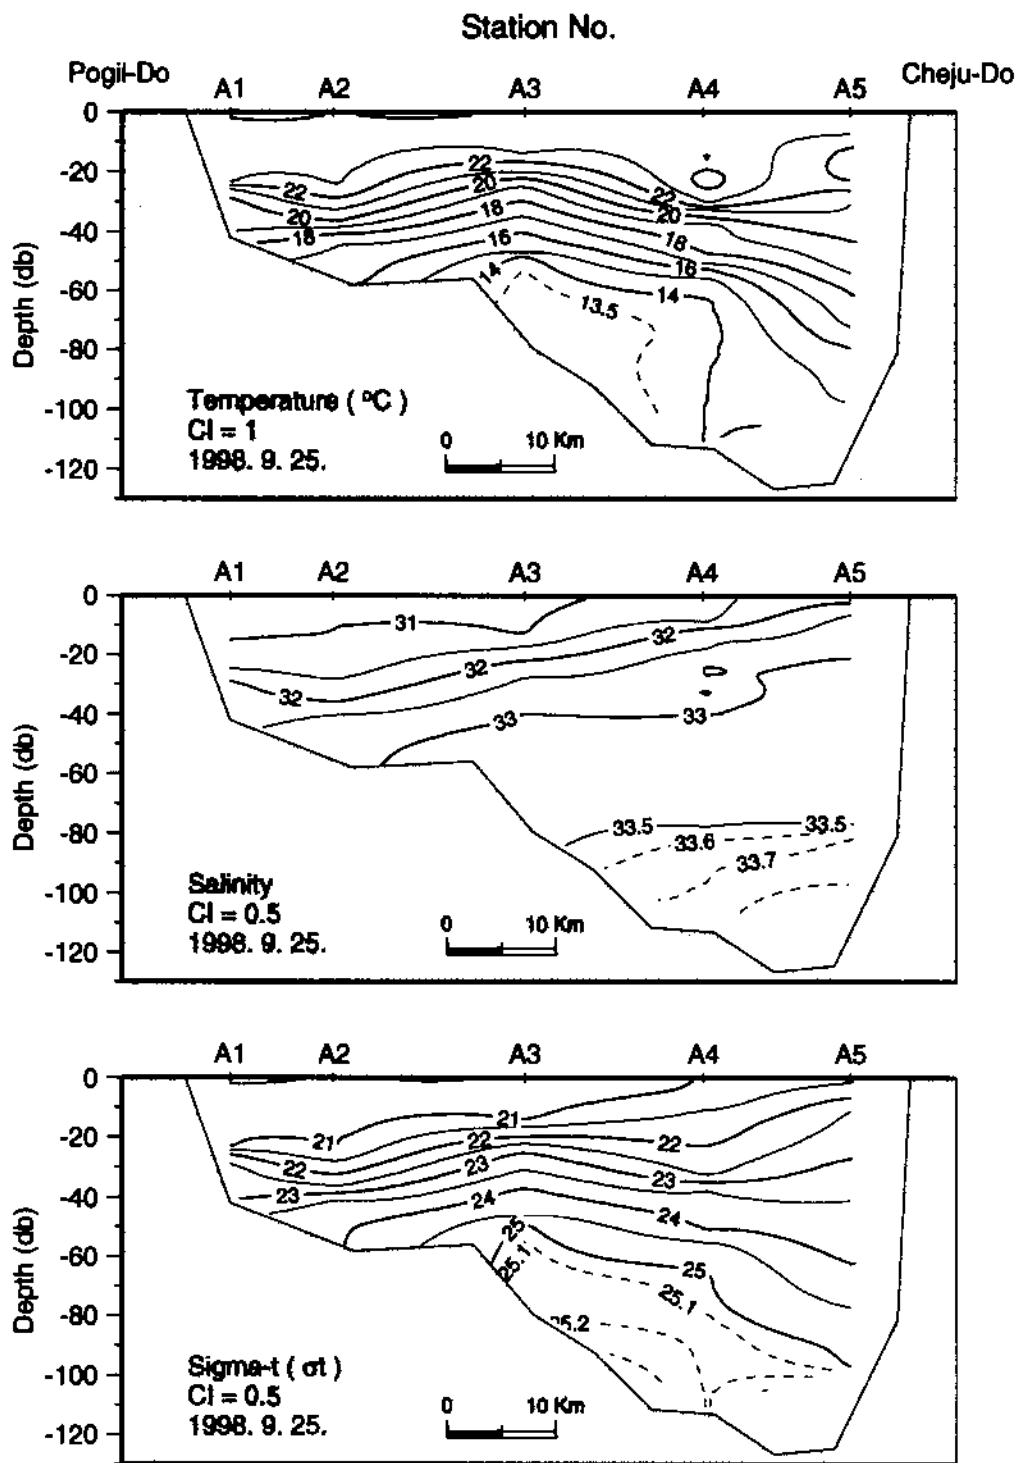 Station No.
Pogil-Do Cheju-Do
A1 A2 A3 A4 A5
0
-20
-40
-60
-80
-100
-120
Depth (db)
22 22 22
20 20 20
18 18 18
16 16
14 14
13.5
Temperature ( °C )
CI = 1
1998. 9. 25.
0 10 Km
A1 A2 A3 A4 A5
0
-20
-40
-60
-80
-100
-120
Depth (db)
31
32 32 32
33 33
33.5 33.5
33.6
33.7
Salinity
CI = 0.5
1998. 9. 25.
0 10 Km
A1 A2 A3 A4 A5
0
-20
-40
-60
-80
-100
-120
Depth (db)
21 21
22 22 22
23 23 23
24 24
25 25
25.1 25.1
25.2
Sigma-t ( σt )
CI = 0.5
1998. 9. 25.
0 10 Km